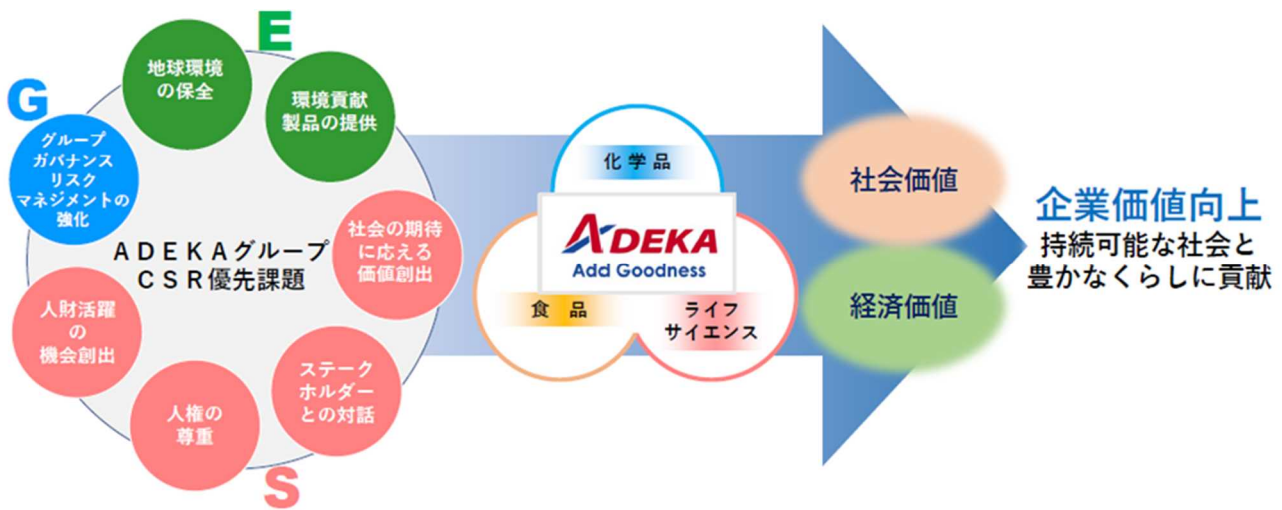 E
G
地球環境
の保全
環境貢献
製品の提供
グループ
ガバナンス
リスク
マネジメントの
強化
社会の期待
に応える
価値創出
ＡＤＥＫＡグループ
ＣＳＲ優先課題
人財活躍
の
機会創出
ステーク
ホルダー
との対話
人権の
尊重
S
化学品
ADEKA
Add Goodness
食品
ライフ
サイエンス
社会価値
経済価値
企業価値向上
持続可能な社会と
豊かなくらしに貢献